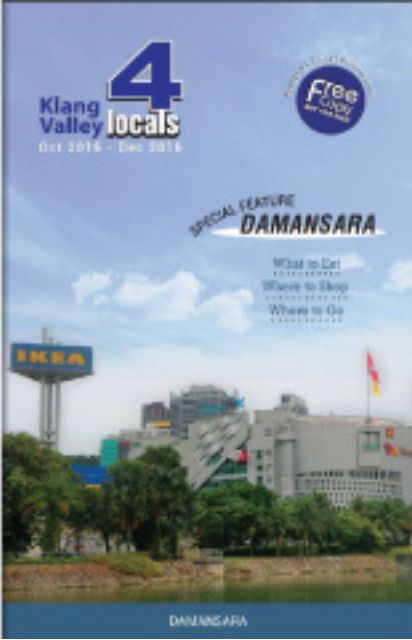 4
Klang
Valley locals
Oct 2016 - Dec 2016
Free
Copy
SPECIAL FEATURE
DAMANSARA
What to Eat
Where to Shop
Where to Go
IKEA
DAMANSARA